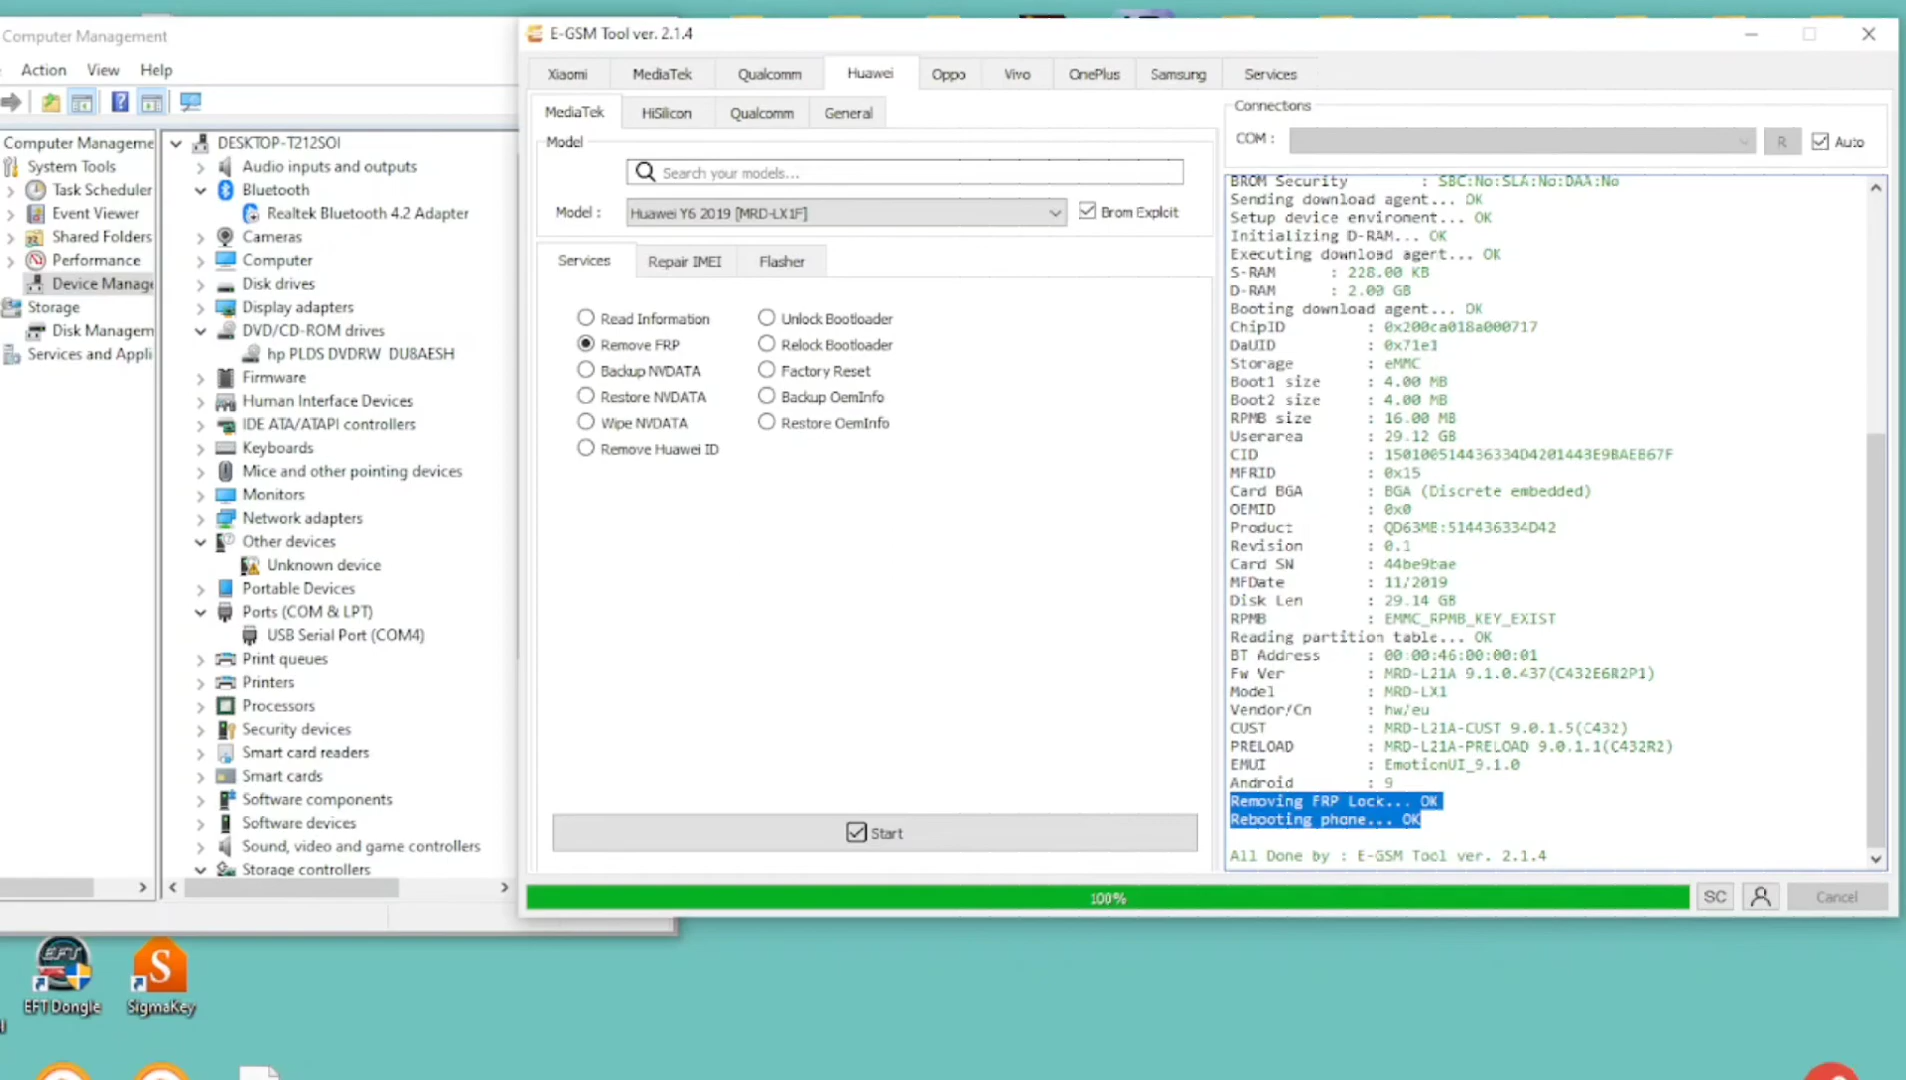 Computer Management
Action View Help
Computer Manageme
System Tools
Task Scheduler
Event Viewer
Shared Folders
Performance
Device Manage
Storage
Disk Managem
Services and Appli
DESKTOP-T212SOI
Audio inputs and outputs
Bluetooth
Realtek Bluetooth 4.2 Adapter
Cameras
Computer
Disk drives
Display adapters
DVD/CD-ROM drives
hp PLDS DVDRW DU8AESH
Firmware
Human Interface Devices
IDE ATA/ATAPI controllers
Keyboards
Mice and other pointing devices
Monitors
Network adapters
Other devices
Unknown device
Portable Devices
Ports (COM & LPT)
USB Serial Port (COM4)
Print queues
Printers
Processors
Security devices
Smart card readers
Smart cards
Software components
Software devices
Sound, video and game controllers
Storage controllers
E-GSM Tool ver. 2.1.4
Xiaomi MediaTek Qualcomm Huawei Oppo Vivo OnePlus Samsung Services
MediaTek HiSilicon Qualcomm General
Model
Search your models...
Model : Huawei Y6 2019 [MRD-LX1F] Brom Exploit
Services Repair IMEI Flasher
Read Information Unlock Bootloader
Remove FRP Relock Bootloader
Backup NVDATA Factory Reset
Restore NVDATA Backup OemInfo
Wipe NVDATA Restore OemInfo
Remove Huawei ID
Start
Connections
COM : R Auto
BROM Security : SBC:No:SLA:No:DAA:No
Sending download agent... OK
Setup device enviroment... OK
Initializing D-RAM... OK
Executing download agent... OK
S-RAM : 228.00 KB
D-RAM : 2.00 GB
Booting download agent... OK
ChipID : 0x200ca018a000717
DaUID : 0x71e1
Storage : eMMC
Boot1 size : 4.00 MB
Boot2 size : 4.00 MB
RPMB size : 16.00 MB
Userarea : 29.12 GB
CID : 150100514436334D4201443E9BAEB67F
MFRID : 0x15
Card BGA : BGA (Discrete embedded)
OEMID : 0x0
Product : QD63MB:514436334D42
Revision : 0.1
Card SN : 44be9bae
MFDate : 11/2019
Disk Len : 29.14 GB
RPMB : EMMC_RPMB_KEY_EXIST
Reading partition table... OK
BT Address : 00:00:46:00:00:01
Fw Ver : MRD-L21A 9.1.0.437(C432E6R2P1)
Model : MRD-LX1
Vendor/Cn : hw/eu
CUST : MRD-L21A-CUST 9.0.1.5(C432)
PRELOAD : MRD-L21A-PRELOAD 9.0.1.1(C432R2)
EMUI : EmotionUI_9.1.0
Android : 9
Removing FRP Lock... OK
Rebooting phone... OK
All Done by : E-GSM Tool ver. 2.1.4
100% SC Cancel
EFT
EFT Dongle
S
SigmaKey